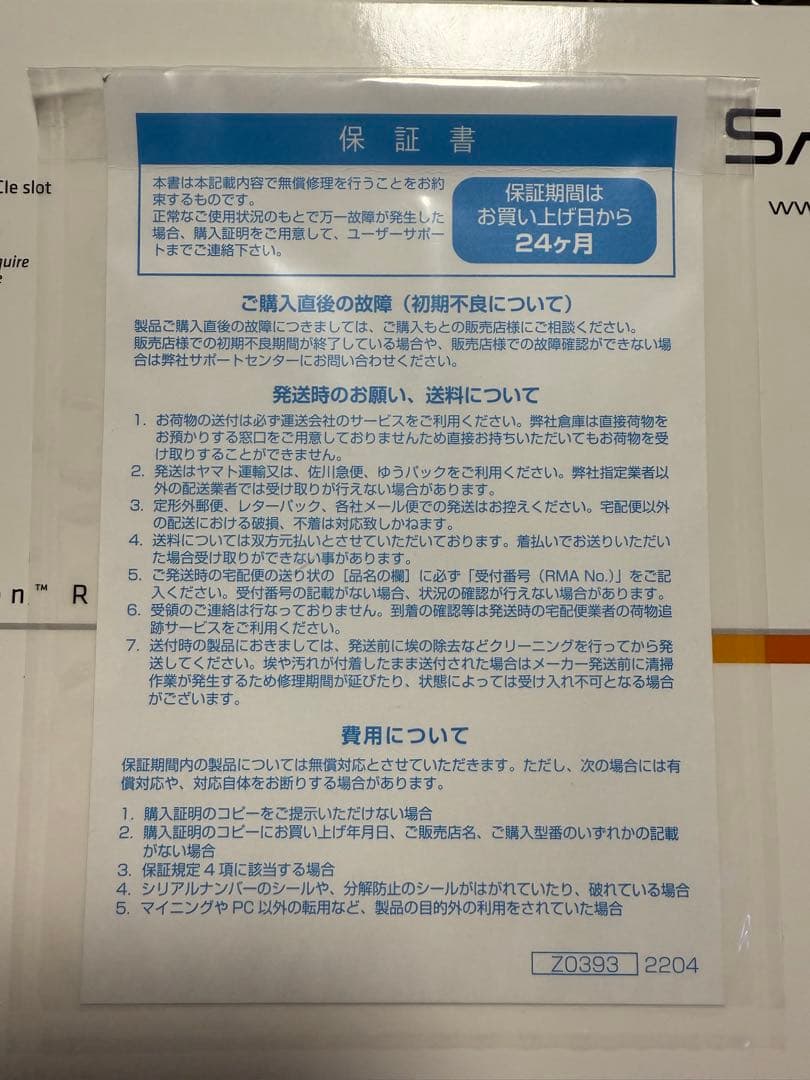 保証書
本書は本記載内容で無償修理を行うことをお約
束するものです。
正常なご使用状況のもとで万一故障が発生した
場合、購入証明をご用意して、ユーザーサポー
トまでご連絡下さい。
保証期間は
お買い上げ日から
24ヶ月
ご購入直後の故障（初期不良について）
製品ご購入直後の故障につきましては、ご購入もとの販売店様にご相談ください。
販売店様での初期不良期間が終了している場合や、販売店様での故障確認ができない場
合は弊社サポートセンターにお問い合わせください。
発送時のお願い、送料について
1. お荷物の送付は必ず運送会社のサービスをご利用ください。弊社倉庫は直接荷物を
お預かりする窓口をご用意しておりませんため直接お持ちいただいてもお荷物を受
け取りすることができません。
2. 発送はヤマト運輸又は、佐川急便、ゆうパックをご利用ください。弊社指定業者以
外の配送業者では受け取りが行えない場合があります。
3. 定形外郵便、レターパック、各社メール便での発送はお控えください。宅配便以外
の配送における破損、不着は対応致しかねます。
4. 送料については双方元払いとさせていただいております。着払いでお送りいただい
た場合受け取りができない事があります。
5. ご発送時の宅配便の送り状の［品名の欄］に必ず「受付番号（RMA No.）」をご記
入ください。受付番号の記載がない場合、状況の確認が行えない場合があります。
6. 受領のご連絡は行なっておりません。到着の確認等は発送時の宅配便業者の荷物追
跡サービスをご利用ください。
7. 送付時の製品におきましては、発送前に埃の除去などクリーニングを行ってから発
送してください。埃や汚れが付着したまま送付された場合はメーカー発送前に清掃
作業が発生するため修理期間が延びたり、状態によっては受け入れ不可となる場合
がございます。
費用について
保証期間内の製品については無償対応とさせていただきます。ただし、次の場合には有
償対応や、対応自体をお断りする場合があります。
1. 購入証明のコピーをご提示いただけない場合
2. 購入証明のコピーにお買い上げ年月日、ご販売店名、ご購入型番のいずれかの記載
がない場合
3. 保証規定4項に該当する場合
4. シリアルナンバーのシールや、分解防止のシールがはがれていたり、破れている場合
5. マイニングやPC以外の転用など、製品の目的外の利用をされていた場合
Z0393 2204
CIe slot
quire
n™ R
SA
ww